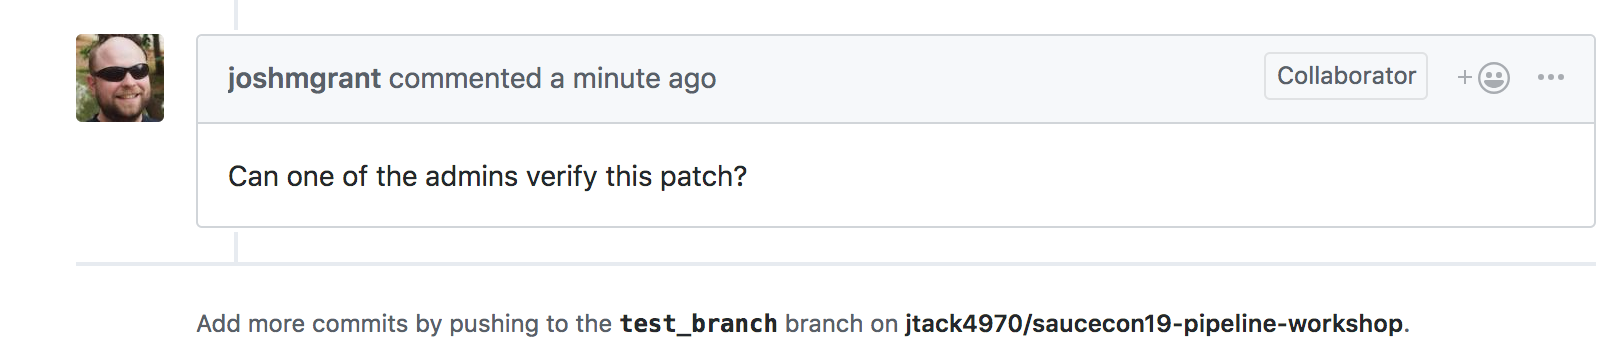 joshmgrant commented a minute ago Collaborator +
Can one of the admins verify this patch?
Add more commits by pushing to the test_branch branch on jtack4970/saucecon19-pipeline-workshop.